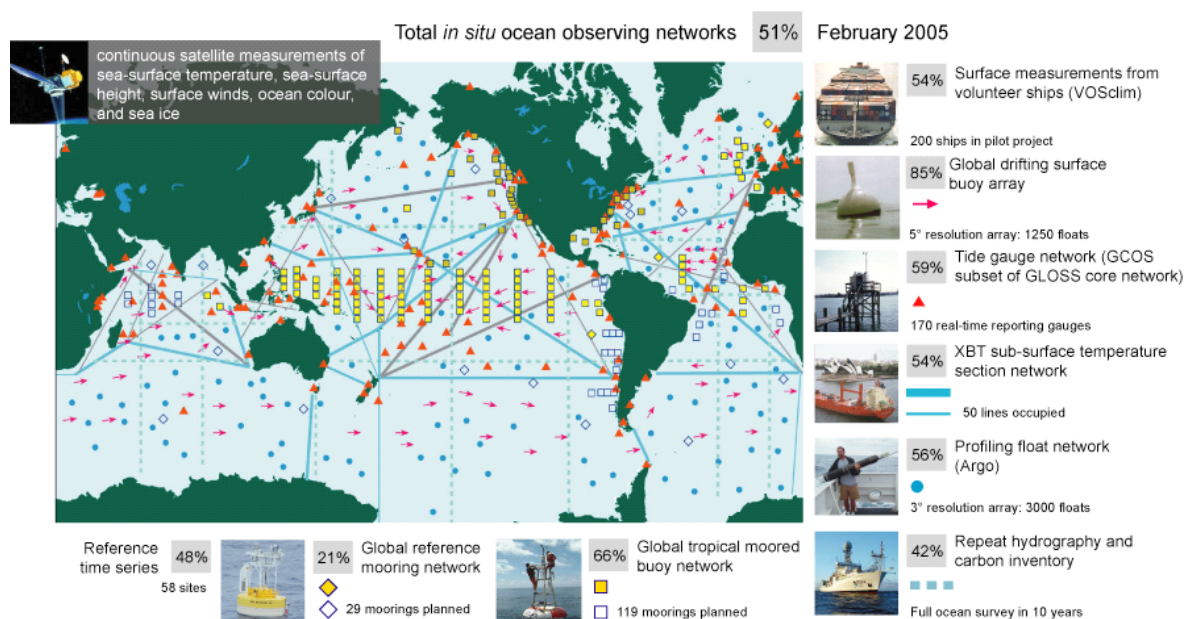 Total in situ ocean observing networks 51% February 2005
continuous satellite measurements of
sea-surface temperature, sea-surface
height, surface winds, ocean colour,
and sea ice
54% Surface measurements from
volunteer ships (VOSclim)
200 ships in pilot project
85% Global drifting surface
buoy array
5° resolution array: 1250 floats
59% Tide gauge network (GCOS
subset of GLOSS core network)
170 real-time reporting gauges
54% XBT sub-surface temperature
section network
50 lines occupied
56% Profiling float network
(Argo)
3° resolution array: 3000 floats
42% Repeat hydrography and
carbon inventory
Full ocean survey in 10 years
Reference
time series
48%
58 sites
21% Global reference
mooring network
29 moorings planned
66% Global tropical moored
buoy network
119 moorings planned